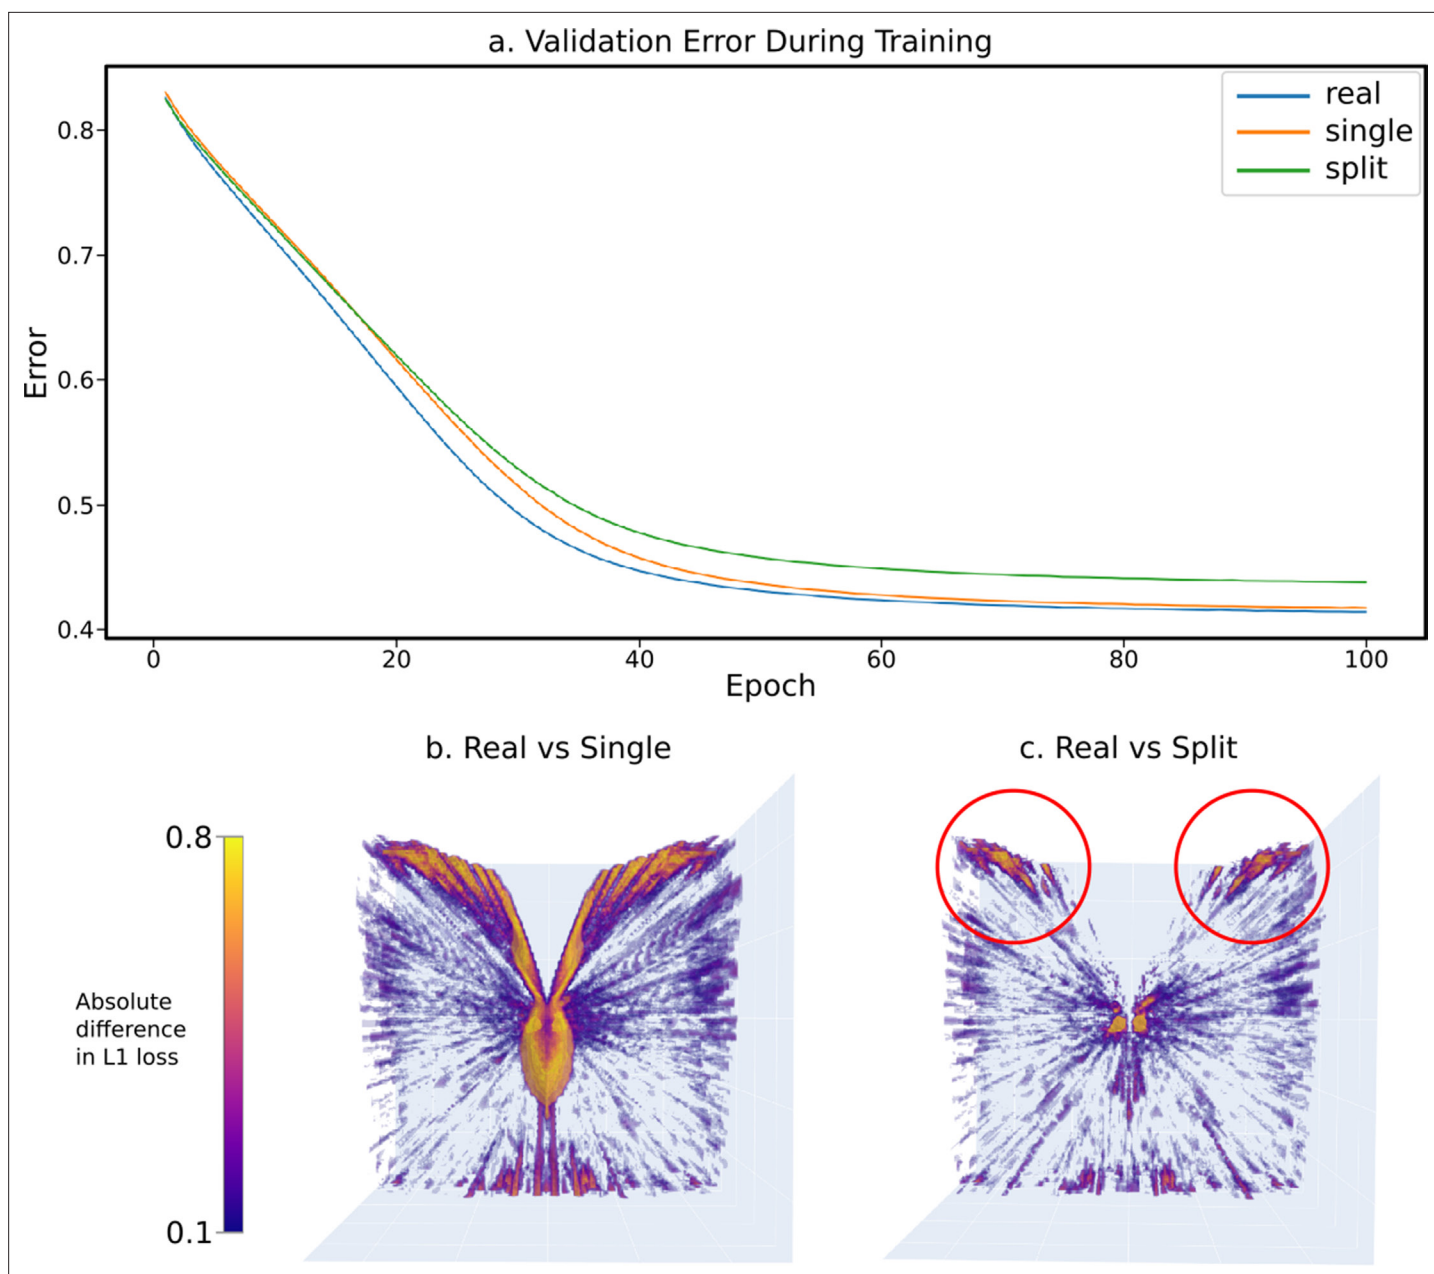 a. Validation Error During Training
real
single
split
0.8
0.7
0.6
0.5
0.4
Error
0
20
40
60
80
100
Epoch
b. Real vs Single
c. Real vs Split
0.8
Absolute
difference
in L1 loss
0.1